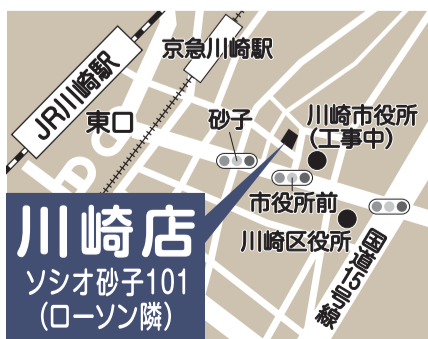 京急川崎駅
JR川崎駅
東口
砂子
川崎市役所
(工事中)
市役所前
川崎区役所
国道15号線
川崎店
ソシオ砂子101
(ローソン隣)